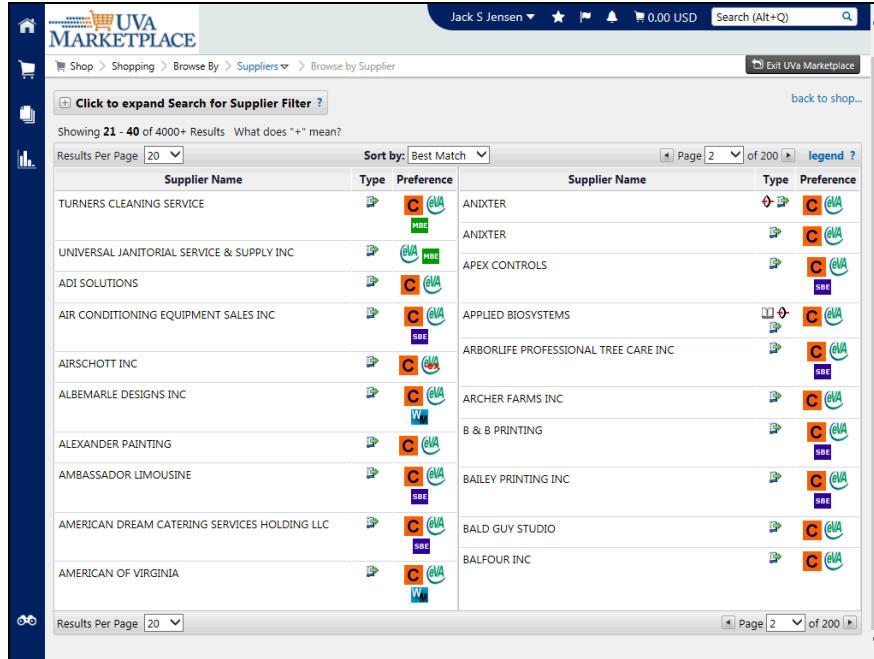 UVA
MARKETPLACE
Jack S Jensen 0.00 USD Search (Alt+Q)
Shop > Shopping > Browse By > Suppliers > Browse by Supplier
Exit UVa Marketplace
Click to expand Search for Supplier Filter ?
back to shop...
Showing 21 - 40 of 4000+ Results What does "+" mean?
Results Per Page 20 Sort by: Best Match Page 2 of 200 legend ?
Supplier Name Type Preference
TURNERS CLEANING SERVICE C eVA
MBE
UNIVERSAL JANITORIAL SERVICE & SUPPLY INC eVA MBE
ADI SOLUTIONS C eVA
AIR CONDITIONING EQUIPMENT SALES INC C eVA
SBE
AIRSCHOTT INC C eVA
ALBEMARLE DESIGNS INC C eVA
WM
ALEXANDER PAINTING C eVA
AMBASSADOR LIMOUSINE C eVA
SBE
AMERICAN DREAM CATERING SERVICES HOLDING LLC C eVA
SBE
AMERICAN OF VIRGINIA C eVA
WM
Supplier Name Type Preference
ANIXTER C eVA
ANIXTER C eVA
APEX CONTROLS C eVA
SBE
APPLIED BIOSYSTEMS C eVA
ARBORLIFE PROFESSIONAL TREE CARE INC C eVA
SBE
ARCHER FARMS INC C eVA
B & B PRINTING C eVA
SBE
BAILEY PRINTING INC C eVA
SBE
BALD GUY STUDIO C eVA
BALFOUR INC C eVA
Results Per Page 20 Page 2 of 200